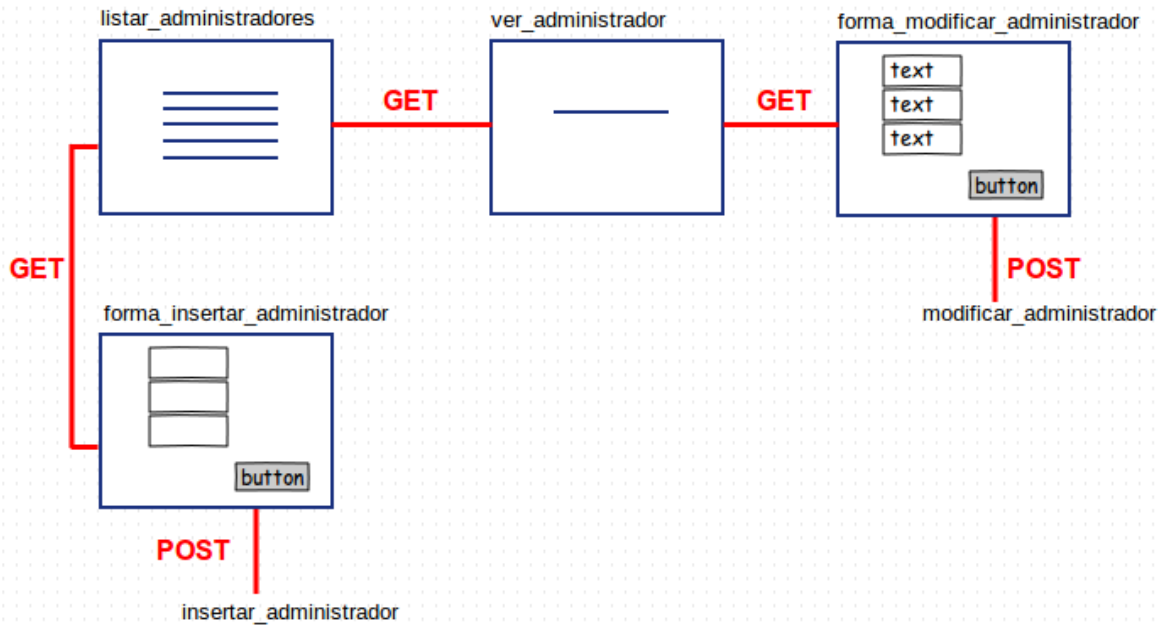 listar_administradores
ver_administrador
forma_modificar_administrador
GET
GET
text
text
text
button
GET
POST
modificar_administrador
forma_insertar_administrador
button
POST
insertar_administrador